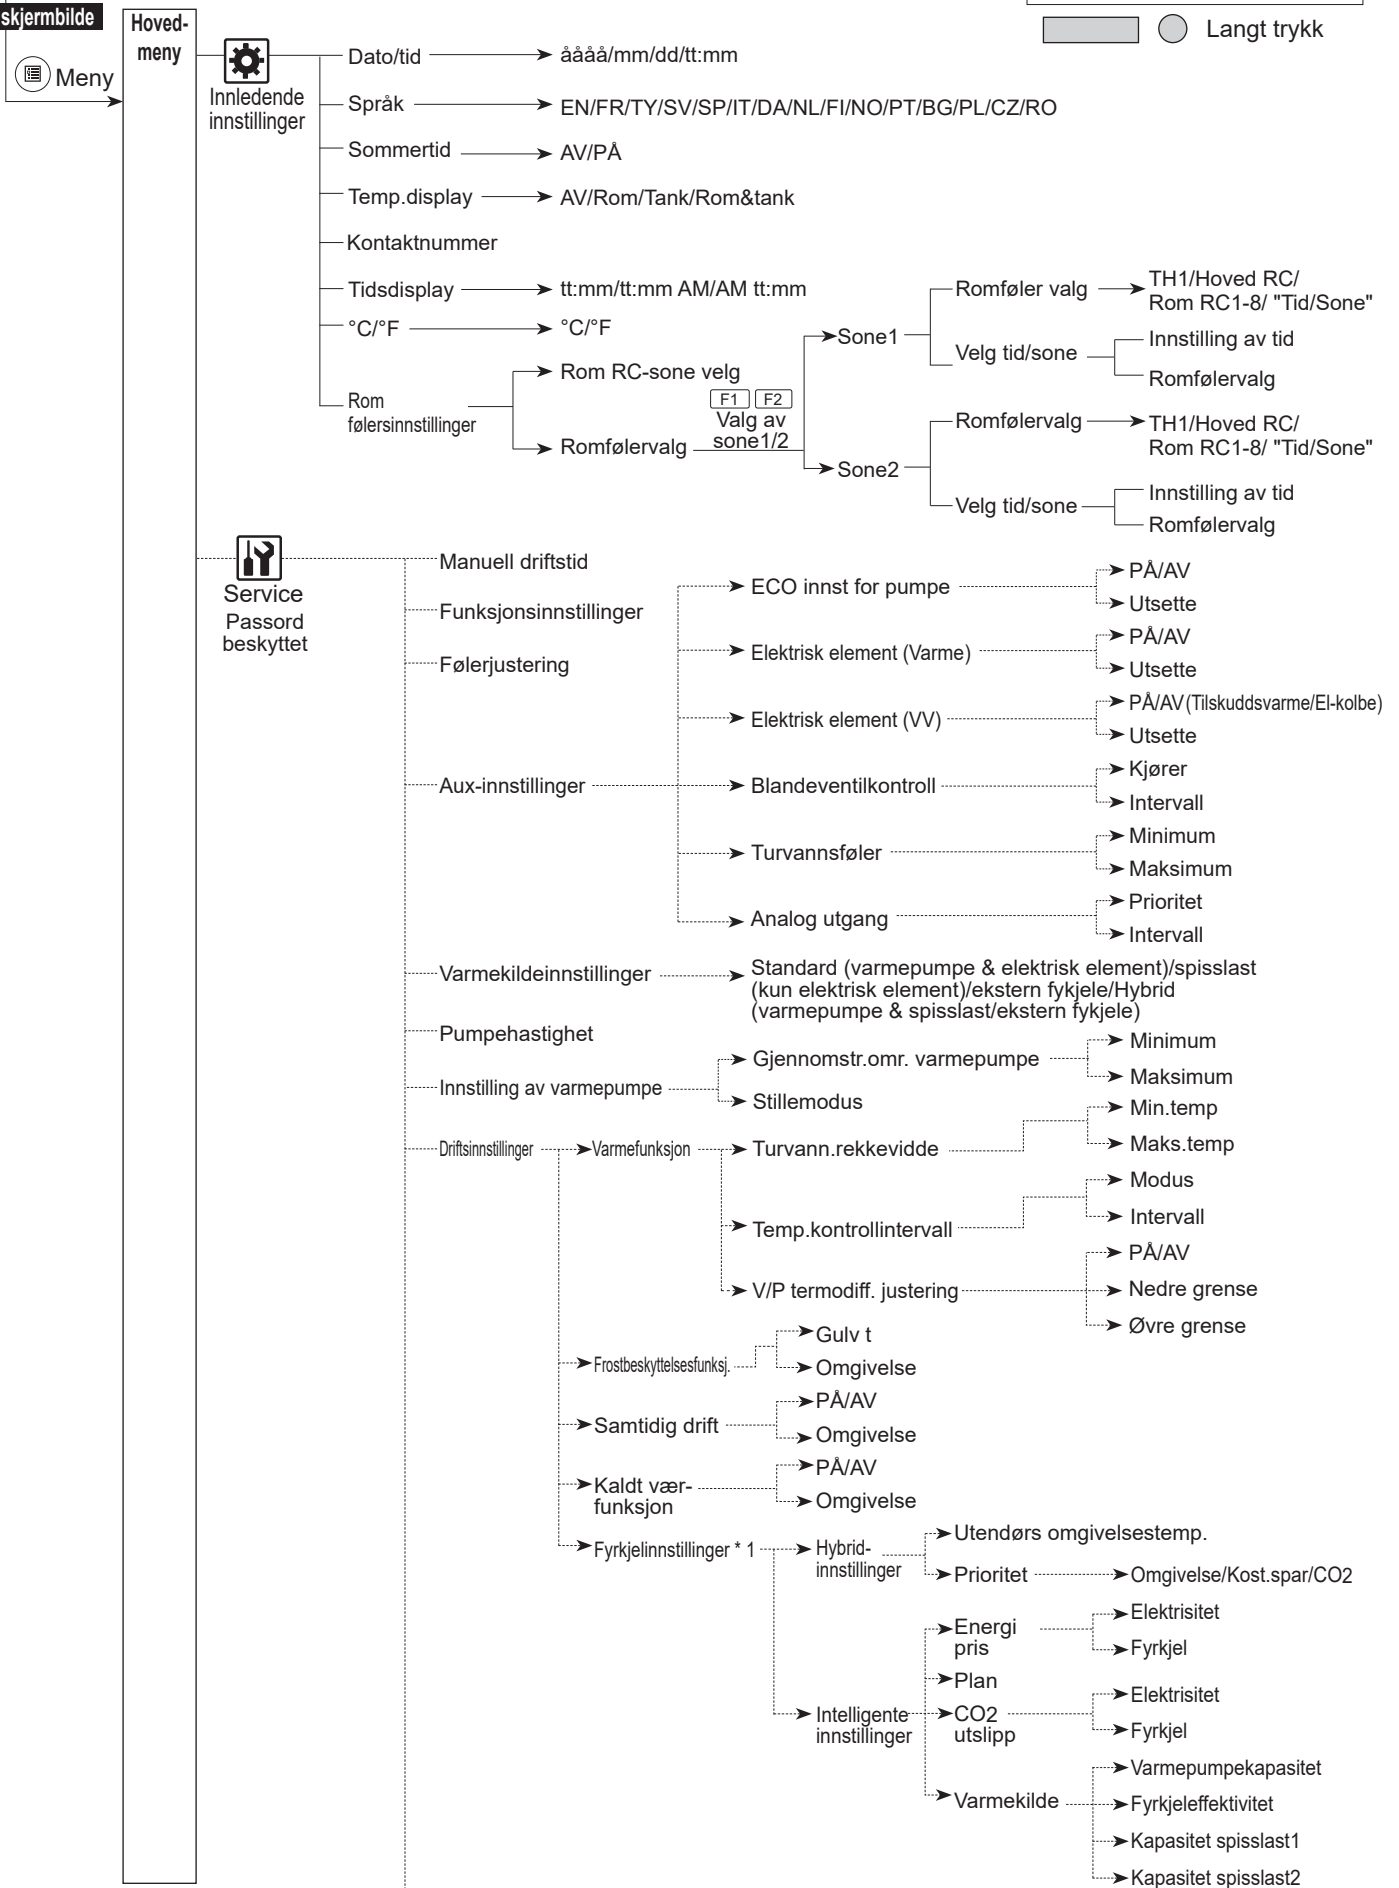 skjermbilde
Meny
Hoved-
meny
Langt trykk
Innledende
innstillinger
Dato/tid
åååå/mm/dd/tt:mm
Språk
EN/FR/TY/SV/SP/IT/DA/NL/FI/NO/PT/BG/PL/CZ/RO
Sommertid
AV/PÅ
Temp.display
AV/Rom/Tank/Rom&tank
Kontaktnummer
Tidsdisplay
tt:mm/tt:mm AM/AM tt:mm
°C/°F
°C/°F
Rom
følersinnstillinger
Rom RC-sone velg
Romfølervalg
F1 F2
Valg av
sone1/2
Sone1
Romføler valg
TH1/Hoved RC/
Rom RC1-8/ "Tid/Sone"
Velg tid/sone
Innstilling av tid
Romfølervalg
Sone2
Romfølervalg
TH1/Hoved RC/
Rom RC1-8/ "Tid/Sone"
Velg tid/sone
Innstilling av tid
Romfølervalg
Service
Passord
beskyttet
Manuell driftstid
Funksjonsinnstillinger
Følerjustering
Aux-innstillinger
ECO innst for pumpe
PÅ/AV
Utsette
Elektrisk element (Varme)
PÅ/AV
Utsette
Elektrisk element (VV)
PÅ/AV(Tilskuddsvarme/El-kolbe)
Utsette
Blandeventilkontroll
Kjører
Intervall
Turvannsføler
Minimum
Maksimum
Analog utgang
Prioritet
Intervall
Varmekildeinnstillinger
Standard (varmepumpe & elektrisk element)/spisslast
(kun elektrisk element)/ekstern fykjele/Hybrid
(varmepumpe & spisslast/ekstern fykjele)
Pumpehastighet
Innstilling av varmepumpe
Gjennomstr.omr. varmepumpe
Minimum
Maksimum
Stillemodus
Driftsinnstillinger
Varmefunksjon
Turvann.rekkevidde
Min.temp
Maks.temp
Temp.kontrollintervall
Modus
Intervall
V/P termodiff. justering
PÅ/AV
Nedre grense
Øvre grense
Frostbeskyttelsesfunksj.
Gulv t
Omgivelse
Samtidig drift
PÅ/AV
Omgivelse
Kaldt vær-
funksjon
PÅ/AV
Omgivelse
Fyrkjelinnstillinger * 1
Hybrid-
innstillinger
Utendørs omgivelsestemp.
Prioritet
Omgivelse/Kost.spar/CO2
Intelligente
innstillinger
Energi
pris
Elektrisitet
Fyrkjel
Plan
CO2
utslipp
Elektrisitet
Fyrkjel
Varmekilde
Varmepumpekapasitet
Fyrkjeleffektivitet
Kapasitet spisslast1
Kapasitet spisslast2